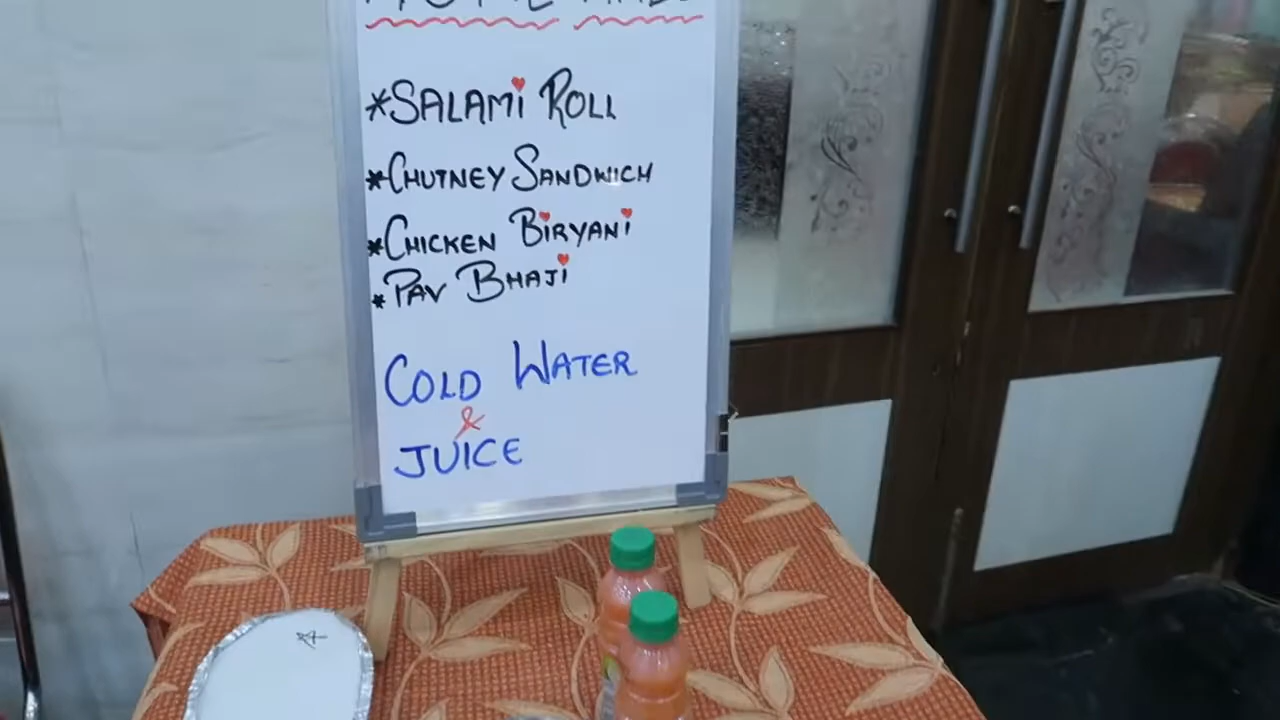 *SALAMI ROLL
*CHUTNEY SANDWICH
*CHICKEN BIRYANI
*PAV BHAJI
COLD WATER
&
JUICE